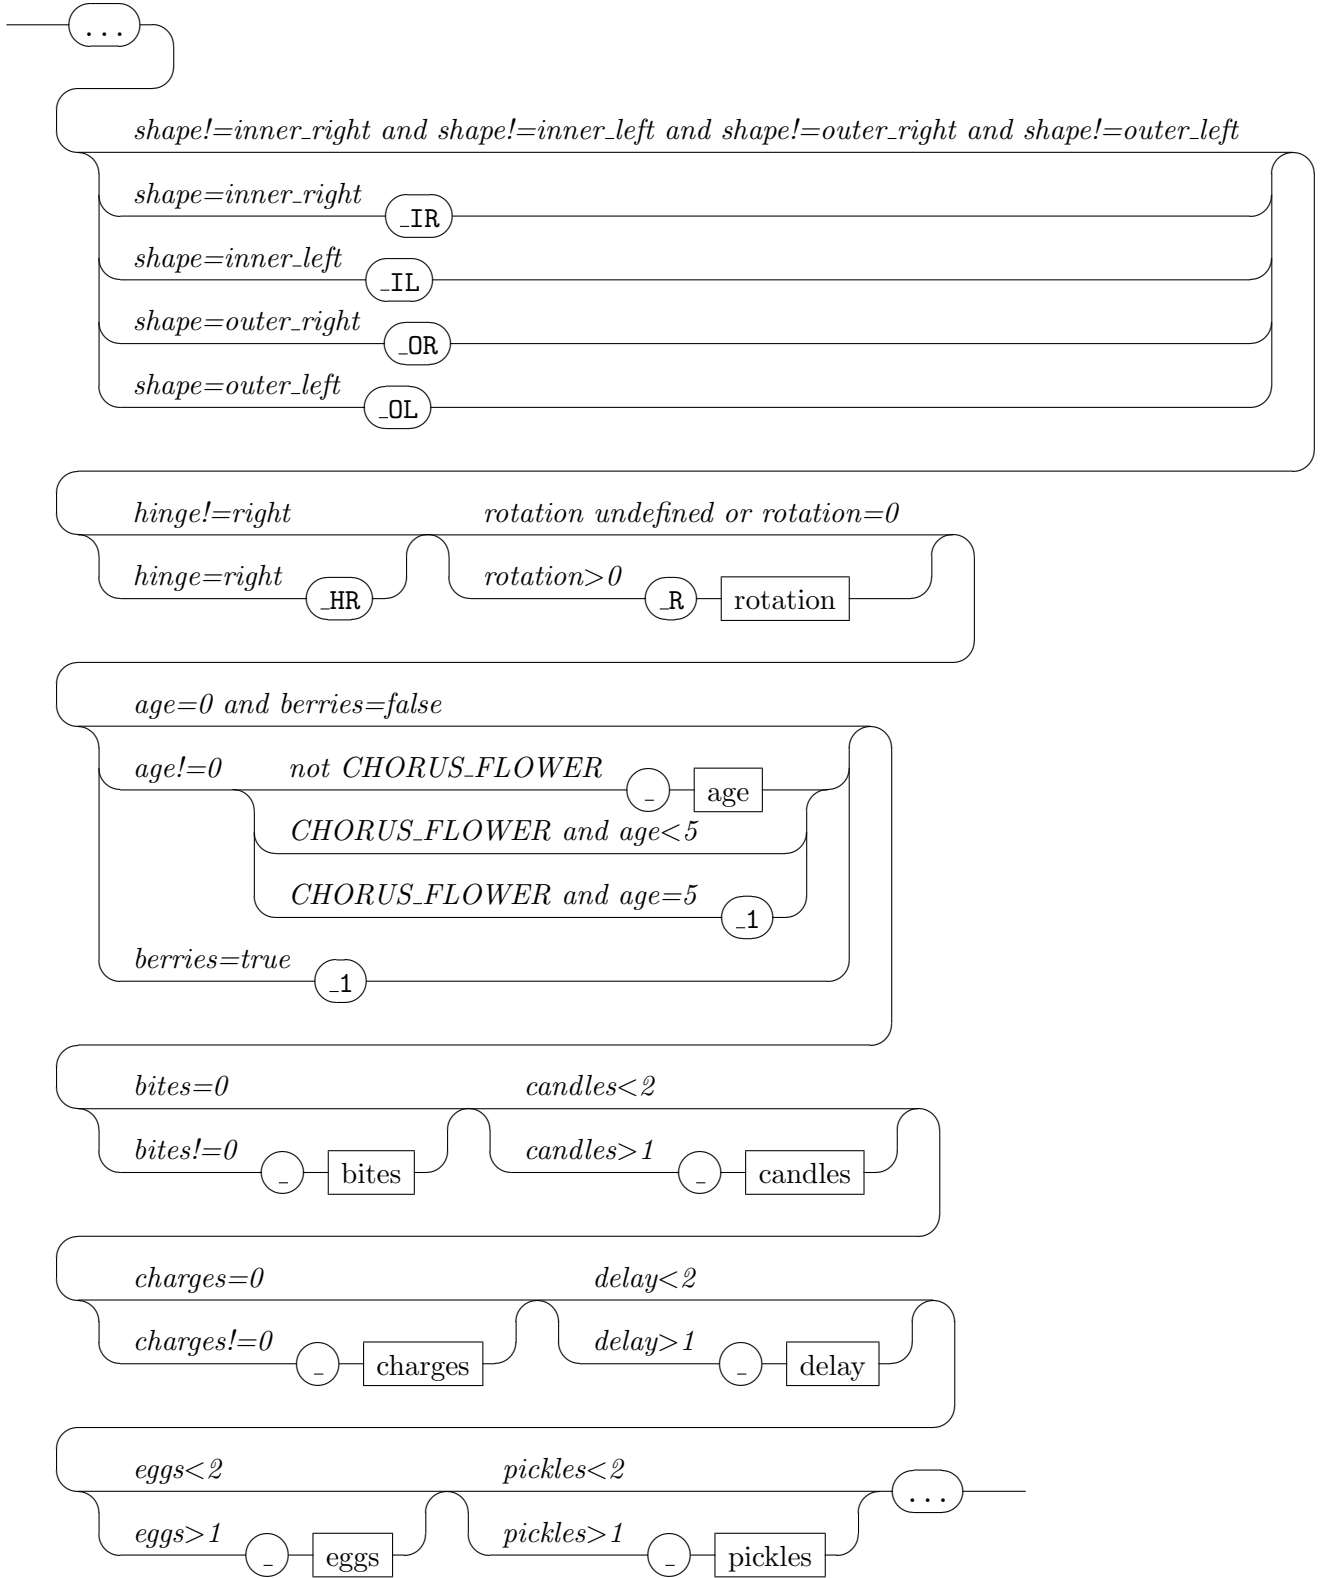 ...
shape!=inner_right and shape!=inner_left and shape!=outer_right and shape!=outer_left
shape=inner_right _IR
shape=inner_left _IL
shape=outer_right _OR
shape=outer_left _OL
hinge!=right rotation undefined or rotation=0
hinge=right _HR rotation>0 _R rotation
age=0 and berries=false
age!=0 not CHORUS_FLOWER _ age
CHORUS_FLOWER and age<5
CHORUS_FLOWER and age=5 _1
berries=true _1
bites=0 candles<2
bites!=0 _ bites candles>1 _ candles
charges=0 delay<2
charges!=0 _ charges delay>1 _ delay
eggs<2 pickles<2 ...
eggs>1 _ eggs pickles>1 _ pickles